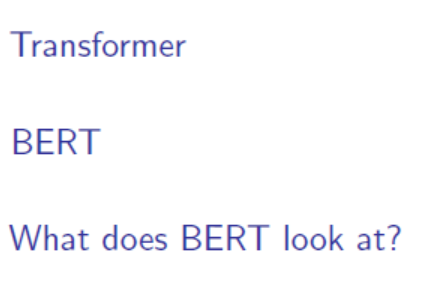 Transformer
BERT
What does BERT look at?